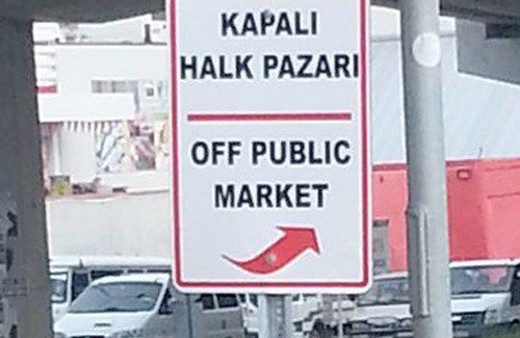 KAPALI
HALK PAZARI
OFF PUBLIC
MARKET